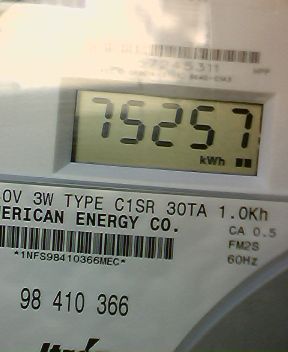 37245311
75257
kWh
0V 3W TYPE C1SR 30TA 1.0Kh
ERICAN ENERGY CO.
CA 0.5
FM2S
*1NFS98410366MEC*
60Hz
98 410 366